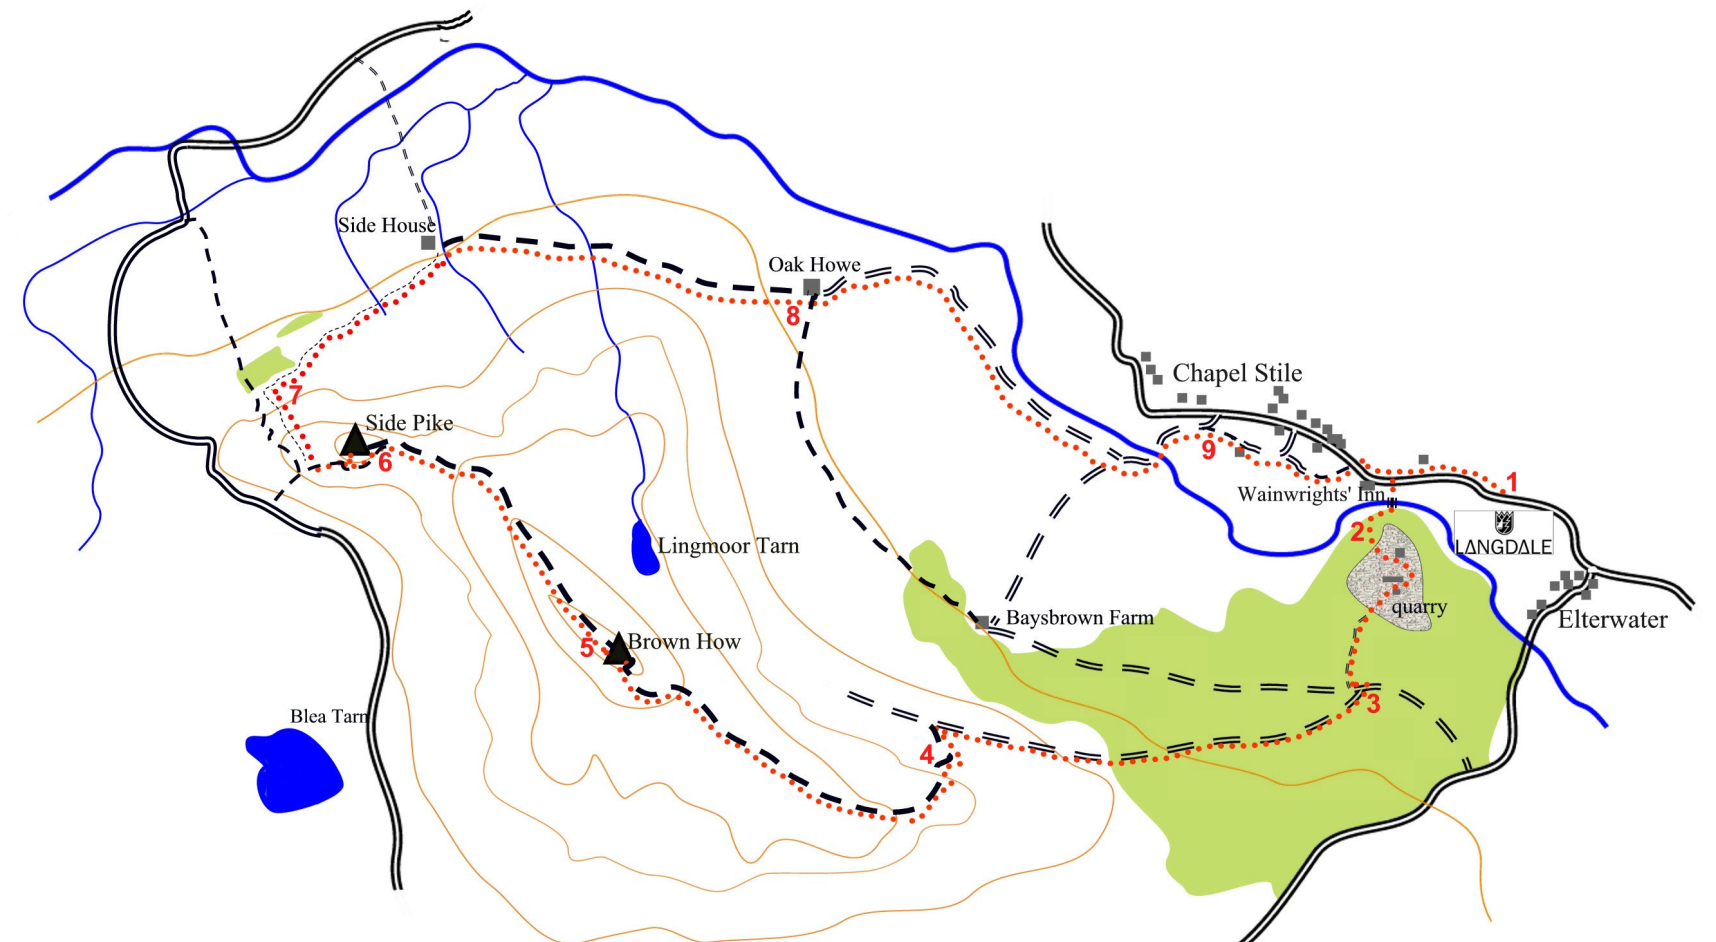 Side House
Oak Howe
8
Chapel Stile
7
Side Pike
6
9
Wainwrights' Inn
1
2
LANGDALE
Lingmoor Tarn
quarry
Baysbrown Farm
Elterwater
5
Brown How
3
Blea Tarn
4